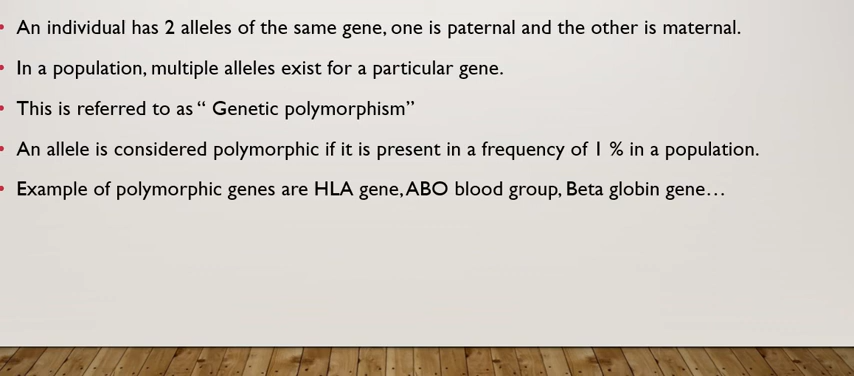 • An individual has 2 alleles of the same gene, one is paternal and the other is maternal.
• In a population, multiple alleles exist for a particular gene.
• This is referred to as “ Genetic polymorphism”
• An allele is considered polymorphic if it is present in a frequency of 1 % in a population.
• Example of polymorphic genes are HLA gene, ABO blood group, Beta globin gene…